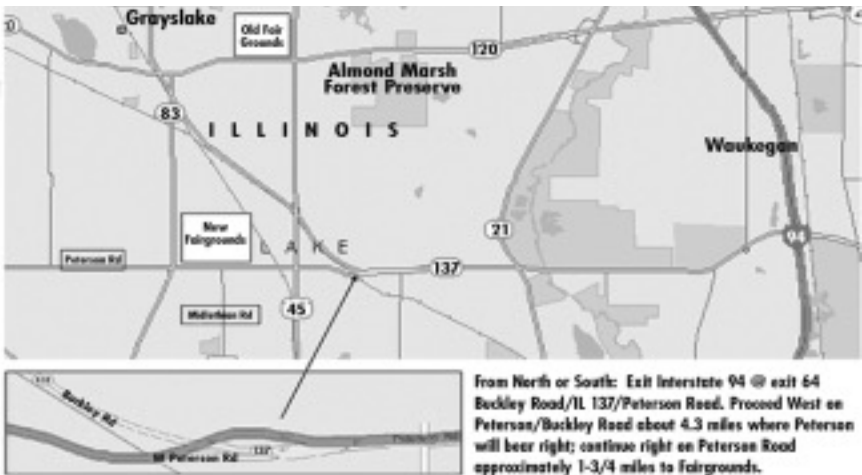 Grayslake
Old Fair
Grounds
120
Almond Marsh
Forest Preserve
83
ILLINOIS
Waukegan
New
Fairgrounds
LAKE
21
94
Peterson Rd
137
Midlothian Rd
45
Buckley Rd
W Peterson Rd
137
From North or South: Exit Interstate 94 @ exit 64
Buckley Road/IL 137/Peterson Road. Proceed West on
Peterson/Buckley Road about 4.3 miles where Peterson
will bear right; continue right on Peterson Road
approximately 1-3/4 miles to Fairgrounds.